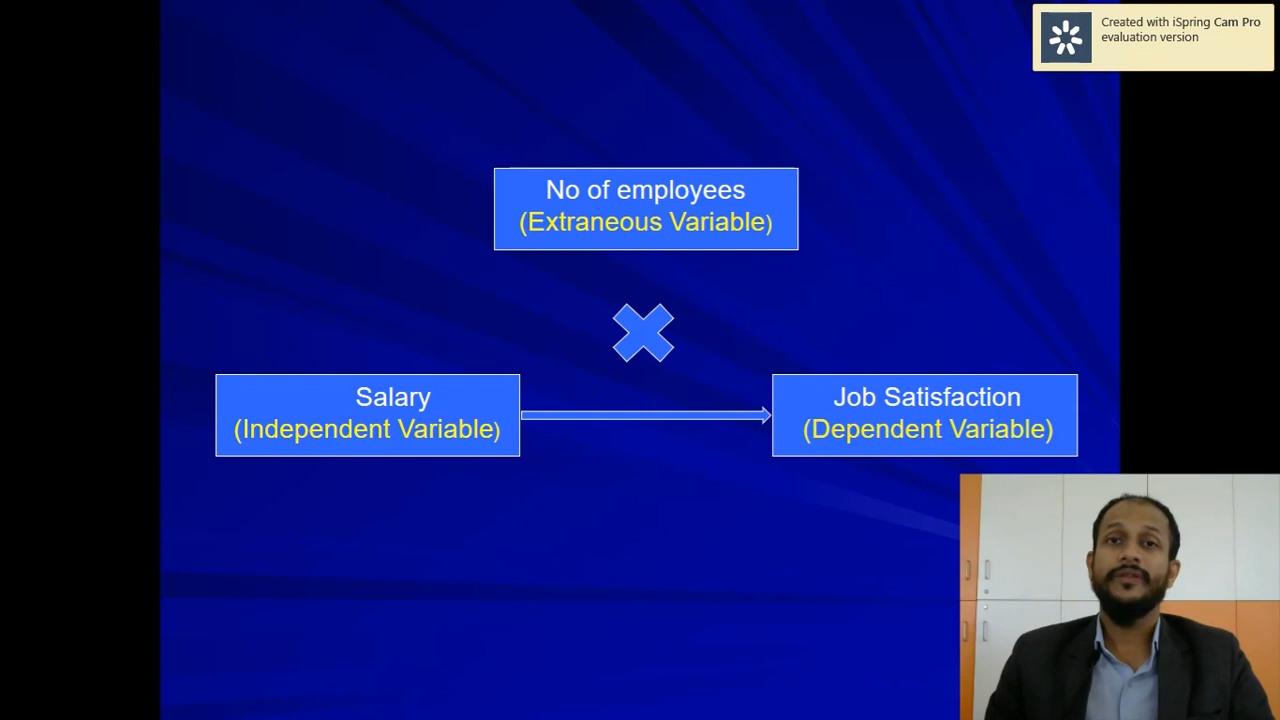 Created with iSpring Cam Pro
evaluation version
No of employees
(Extraneous Variable)
Salary
(Independent Variable)
Job Satisfaction
(Dependent Variable)